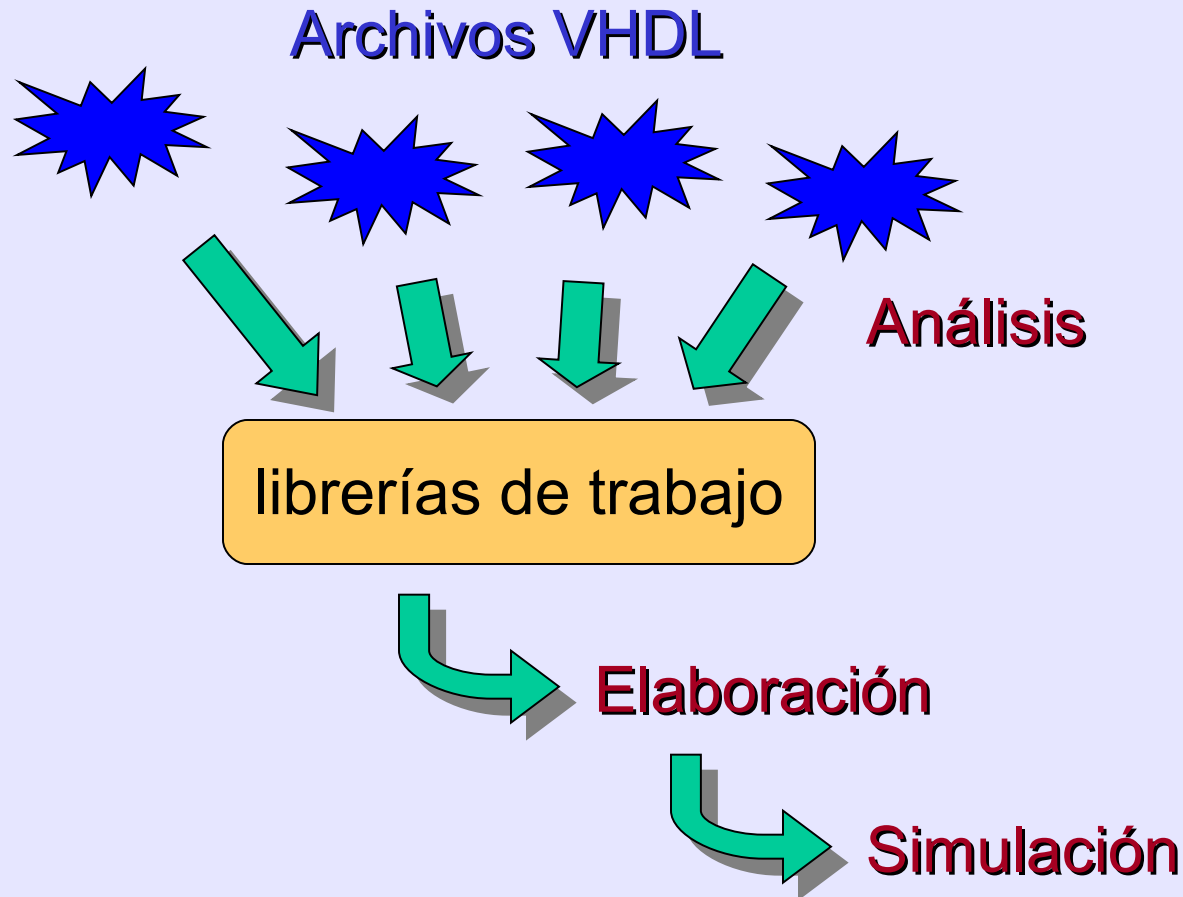 Archivos VHDL
Análisis
librerías de trabajo
Elaboración
Simulación